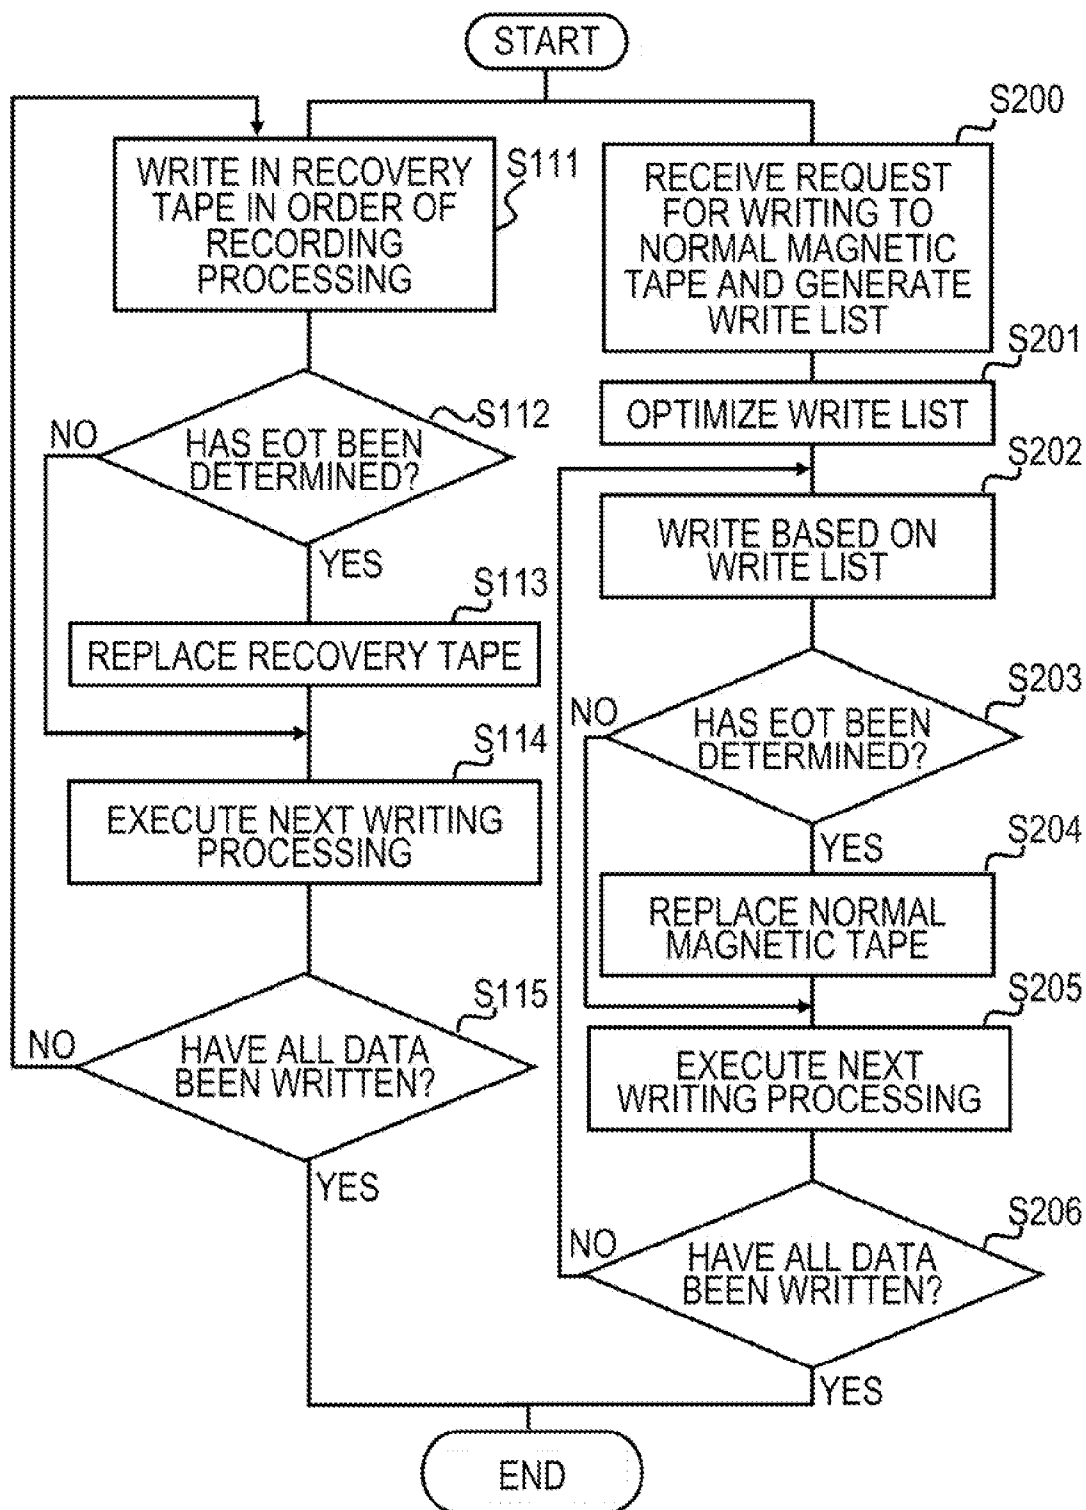 START
S111
WRITE IN RECOVERY
TAPE IN ORDER OF
RECORDING
PROCESSING
S112
HAS EOT BEEN
DETERMINED?
NO
YES
S113
REPLACE RECOVERY TAPE
S114
EXECUTE NEXT WRITING
PROCESSING
S115
HAVE ALL DATA
BEEN WRITTEN?
NO
YES
S200
RECEIVE REQUEST
FOR WRITING TO
NORMAL MAGNETIC
TAPE AND GENERATE
WRITE LIST
S201
OPTIMIZE WRITE LIST
S202
WRITE BASED ON
WRITE LIST
S203
HAS EOT BEEN
DETERMINED?
NO
YES
S204
REPLACE NORMAL
MAGNETIC TAPE
S205
EXECUTE NEXT
WRITING PROCESSING
S206
HAVE ALL DATA
BEEN WRITTEN?
NO
YES
END